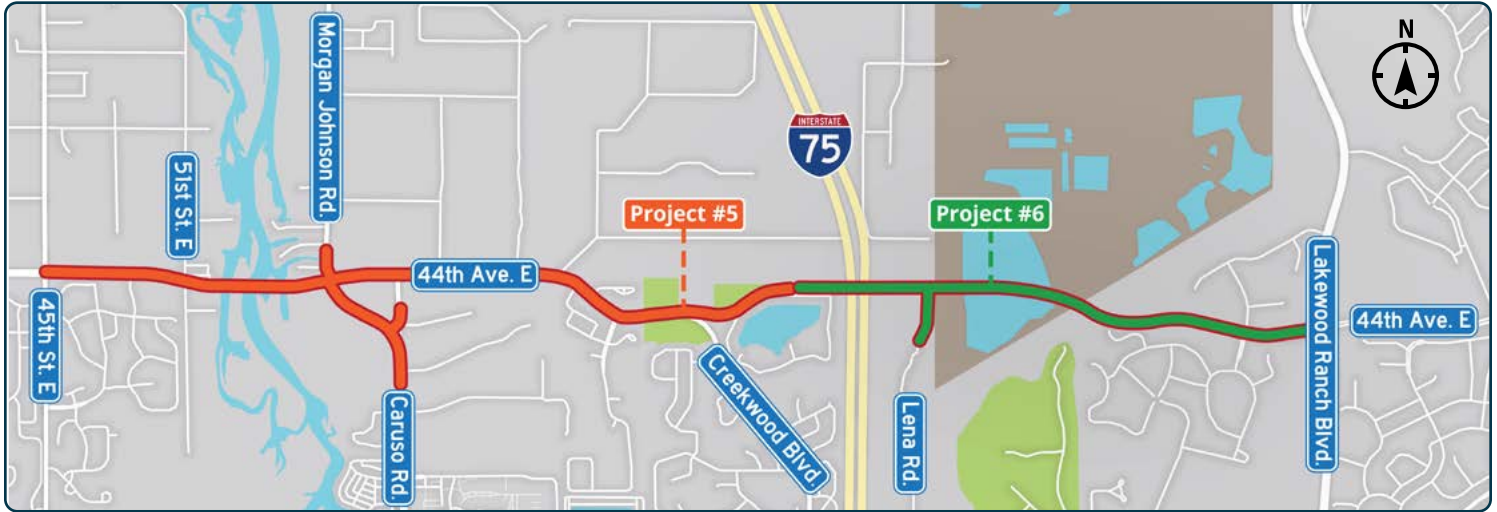 N
Morgan Johnson Rd.
51st St. E
INTERSTATE
75
Project #5
Project #6
44th Ave. E
45th St. E
Caruso Rd.
Creekwood Blvd.
Lena Rd.
Lakewood Ranch Blvd.
44th Ave. E